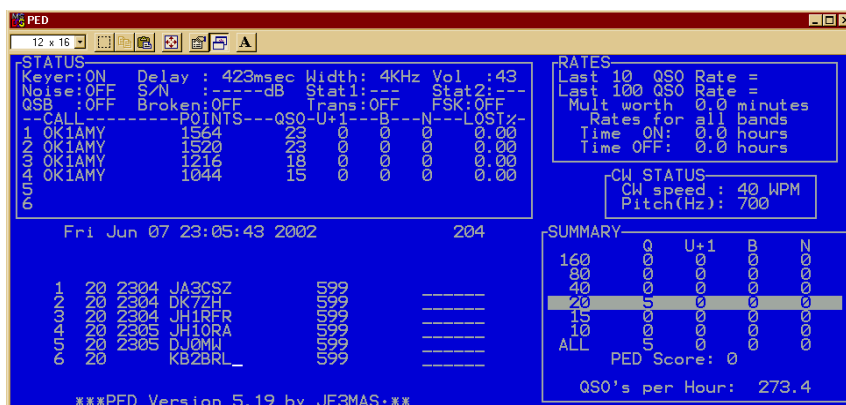 PED
12 x 16 A
STATUS
Keyer:ON Delay : 423msec Width: 4KHz Vol :43
Noise:OFF S/N :-----dB Stat1:--- Stat2:---
QSB :OFF Broken:OFF Trans:OFF FSK:OFF
--CALL---------POINTS---QSO-U+1---B---N---LOST%-
1 OK1AMY 1564 23 0 0 0 0.00
2 OK1AMY 1520 23 0 0 0 0.00
3 OK1AMY 1216 18 0 0 0 0.00
4 OK1AMY 1044 15 0 0 0 0.00
5
6
RATES
Last 10 QSO Rate =
Last 100 QSO Rate =
Mult worth 0.0 minutes
Rates for all bands
Time ON: 0.0 hours
Time OFF: 0.0 hours
CW STATUS
CW speed : 40 WPM
Pitch(Hz): 700
Fri Jun 07 23:05:43 2002 204
1 20 2304 JA3CSZ 599 ______
2 20 2304 DK7ZH 599 ______
3 20 2304 JH1RFR 599 ______
4 20 2305 JH1ORA 599 ______
5 20 2305 DJ0MW 599 ______
6 20 KB2BRL_ 599 ______
SUMMARY
Q U+1 B N
160 0 0 0 0
80 0 0 0 0
40 0 0 0 0
20 5 0 0 0
15 0 0 0 0
10 0 0 0 0
ALL 5 0 0 0
PED Score: 0
QSO's per Hour: 273.4
***PED Version 5.19 by JE3MAS.**